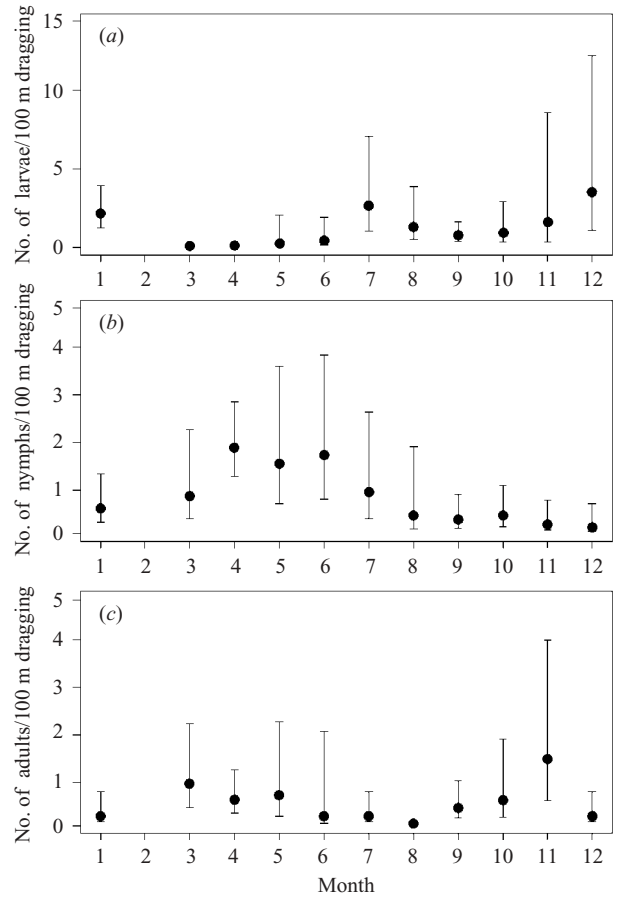 No. of larvae/100 m dragging
15
10
5
0
(a)
1 2 3 4 5 6 7 8 9 10 11 12
No. of nymphs/100 m dragging
5
4
3
2
1
0
(b)
1 2 3 4 5 6 7 8 9 10 11 12
No. of adults/100 m dragging
5
4
3
2
1
0
(c)
1 2 3 4 5 6 7 8 9 10 11 12
Month